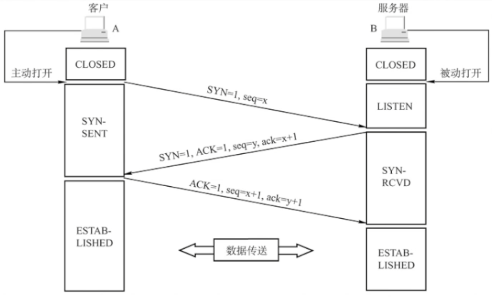 客户
服务器
A
B
主动打开
CLOSED
CLOSED
被动打开
SYN=1, seq=x
LISTEN
SYN-
SENT
SYN=1, ACK=1, seq=y, ack=x+1
SYN-
RCVD
ACK=1, seq=x+1, ack=y+1
ESTAB-
LISHED
数据传送
ESTAB-
LISHED